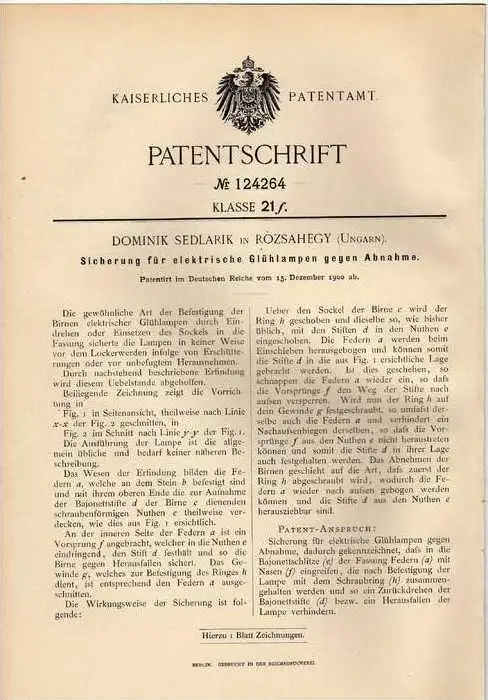 KAISERLICHES PATENTAMT.
PATENTSCHRIFT
— № 124264 —
KLASSE 21f.
DOMINIK SEDLARIK IN RÓZSAHEGY (UNGARN).
Sicherung für elektrische Glühlampen gegen Abnahme.
Patentirt im Deutschen Reiche vom 15. Dezember 1900 ab.
Die gewöhnliche Art der Befestigung der
Birnen elektrischer Glühlampen durch Ein-
drehen oder Einsetzen des Sockels in die
Fassung sicherte die Lampen in keiner Weise
vor dem Lockerwerden infolge von Erschütte-
rungen oder vor unbefugtem Herausnehmen.
Durch nachstehend beschriebene Erfindung
wird diesem Uebelstande abgeholfen.
Beiliegende Zeichnung zeigt die Vorrich-
tung in
Fig. 1 in Seitenansicht, theilweise nach Linie
x-x der Fig. 2 geschnitten, in
Fig. 2 im Schnitt nach Linie y-y der Fig. 1.
Die Ausführung der Lampe ist die allge-
mein übliche und bedarf keiner näheren Be-
schreibung.
Das Wesen der Erfindung bilden die Fe-
dern a, welche an dem Stein b befestigt sind
und mit ihrem oberen Ende die zur Aufnahme
der Bajonettstifte d der Birne c dienenden
schraubenförmigen Nuthen e theilweise ver-
decken, wie dies aus Fig. 1 ersichtlich.
An der inneren Seite der Federn a ist ein
Vorsprung f angebracht, welcher in die Nuthen e
eindringend, den Stift d festhält und so die
Birne gegen Herausfallen sichert. Das Ge-
winde g, welches zur Befestigung des Ringes h
dient, ist entsprechend den Federn a ausge-
schnitten.
Die Wirkungsweise der Sicherung ist fol-
gende:
Ueber den Sockel der Birne c wird der
Ring h geschoben und dieselbe so, wie bisher
üblich, mit den Stiften d in den Nuthen e
eingeschoben. Die Federn a werden beim
Einschieben herausgebogen und können somit
die Stifte d in die aus Fig. 1 ersichtliche Lage
gebracht werden. Ist dies geschehen, so
schnappen die Federn a wieder ein, so daſs
die Vorsprünge f den Weg der Stifte nach
auſsen versperren. Wird nun der Ring h auf
dem Gewinde g festgeschraubt, so umfaſst der-
selbe auch die Federn a und verhindert ein
Nachauſsenbiegen derselben, so daſs die Vor-
sprünge f aus den Nuthen e nicht heraustreten
können und somit die Stifte d in ihrer Lage
auch festgehalten werden. Das Abnehmen der
Birnen geschieht auf die Art, daſs zuerst der
Ring h abgeschraubt wird, wodurch die Fe-
dern a wieder nach auſsen gebogen werden
können und die Stifte d aus den Nuthen e
herausziehbar sind.
PATENT-ANSPRUCH:
Sicherung für elektrische Glühlampen gegen
Abnahme, dadurch gekennzeichnet, daſs in die
Bajonettschlitze (e) der Fassung Federn (a) mit
Nasen (f) eingreifen, die nach Befestigung der
Lampe mit dem Schraubring (h) zusammen-
gehalten werden und so ein Zurückdrehen der
Bajonettstifte (d) bezw. ein Herausfallen der
Lampe verhindern.
Hierzu 1 Blatt Zeichnungen.
BERLIN. GEDRUCKT IN DER REICHSDRUCKEREI.